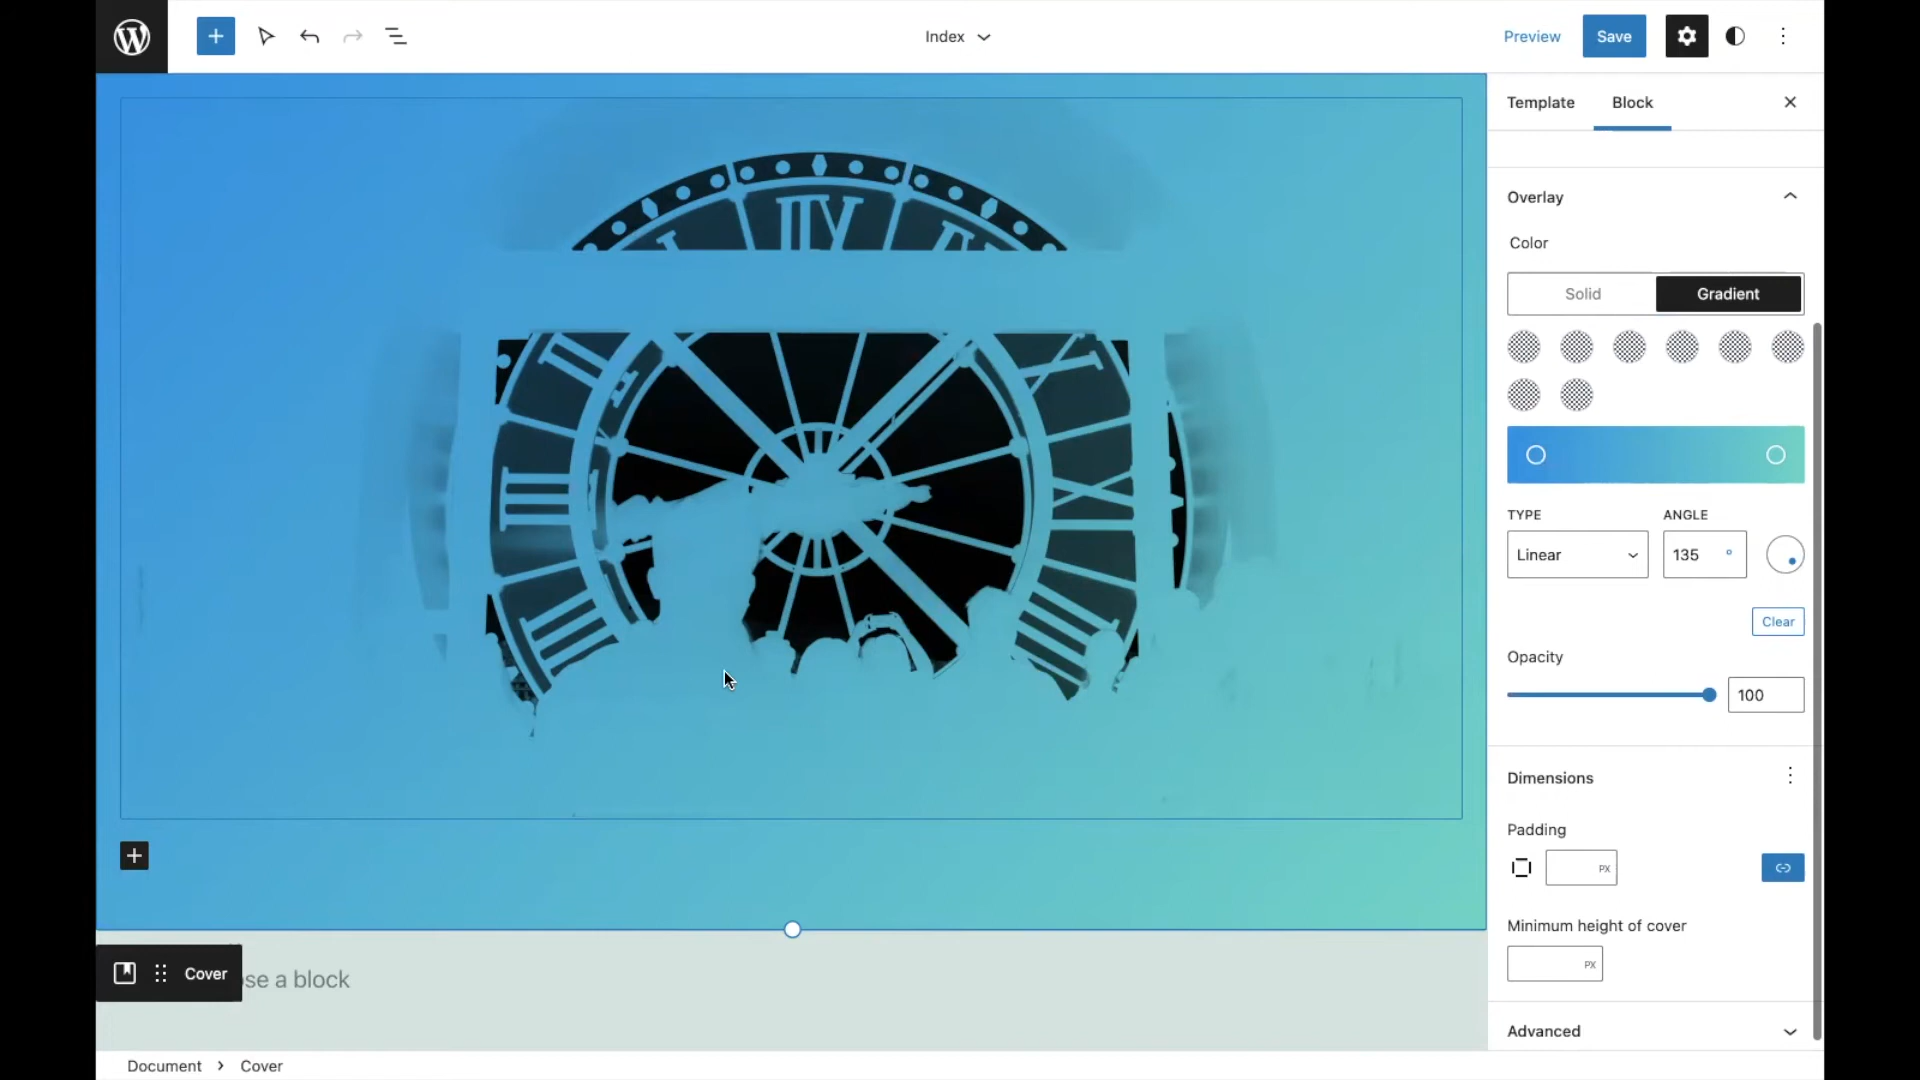 Index
Preview
Save
Template
Block
Overlay
Color
Solid
Gradient
TYPE
ANGLE
Linear
135 °
Clear
Opacity
100
Dimensions
Padding
PX
Minimum height of cover
PX
Advanced
Cover
se a block
Document > Cover